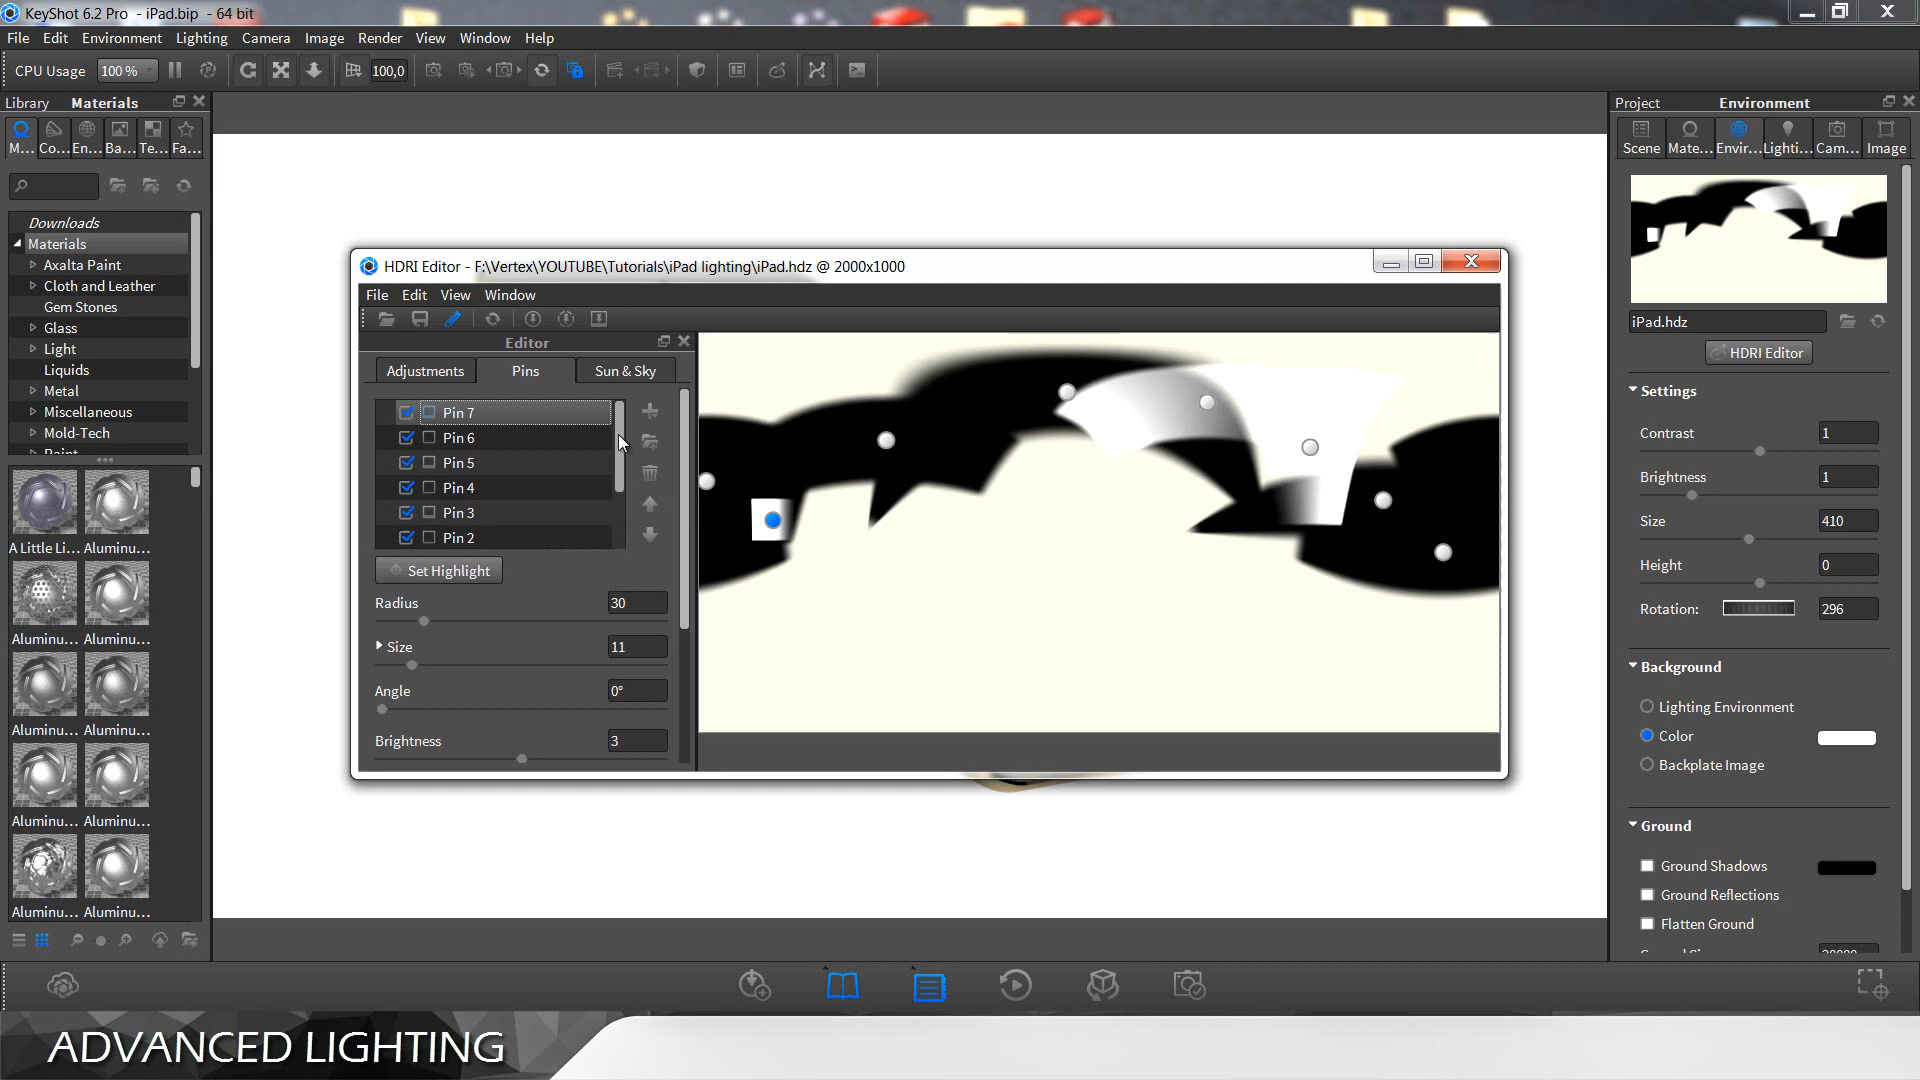 KeyShot 6.2 Pro - iPad.bip - 64 bit
File Edit Environment Lighting Camera Image Render View Window Help
CPU Usage 100 % 100,0
Library Materials
M... Co... En... Ba... Te... Fa...
Downloads
Materials
Axalta Paint
Cloth and Leather
Gem Stones
Glass
Light
Liquids
Metal
Miscellaneous
Mold-Tech
Paint
A Little Li... Aluminu...
Aluminu... Aluminu...
Aluminu... Aluminu...
Aluminu... Aluminu...
Aluminu... Aluminu...
HDRI Editor - F:\Vertex\YOUTUBE\Tutorials\iPad lighting\iPad.hdz @ 2000x1000
File Edit View Window
Editor
Adjustments Pins Sun & Sky
Pin 7
Pin 6
Pin 5
Pin 4
Pin 3
Pin 2
Set Highlight
Radius 30
Size 11
Angle 0°
Brightness 3
Project Environment
Scene Mate... Envir... Lighti... Cam... Image
iPad.hdz
HDRI Editor
Settings
Contrast 1
Brightness 1
Size 410
Height 0
Rotation: 296
Background
Lighting Environment
Color
Backplate Image
Ground
Ground Shadows
Ground Reflections
Flatten Ground
ADVANCED LIGHTING